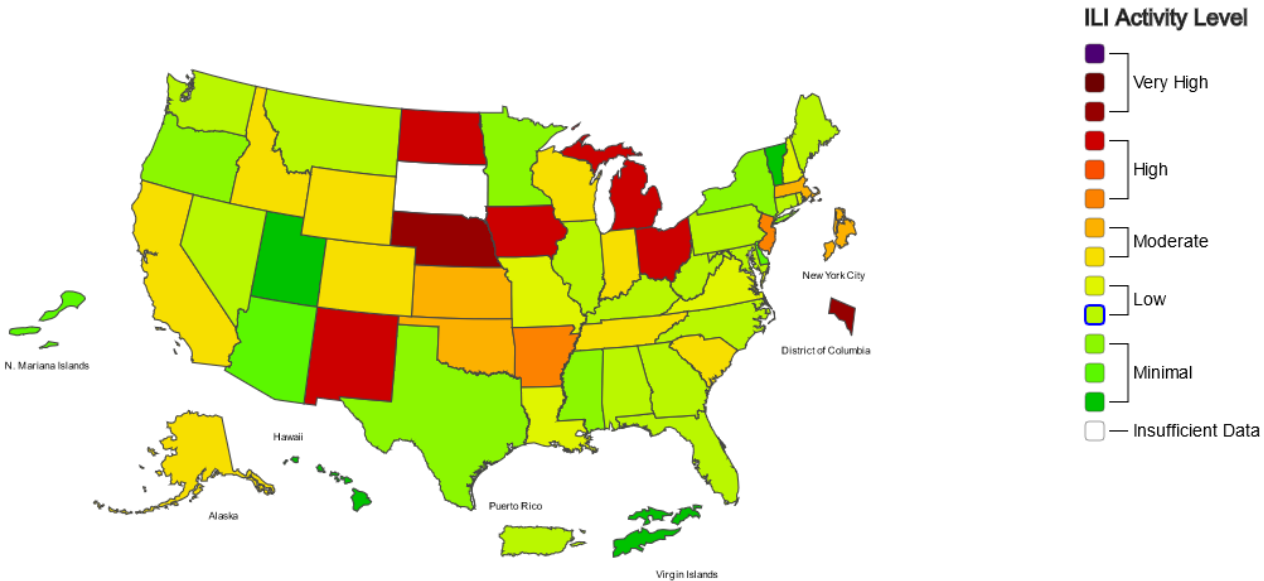 ILI Activity Level
Very High
High
Moderate
Low
Minimal
Insufficient Data
New York City
District of Columbia
N. Mariana Islands
Hawaii
Alaska
Puerto Rico
Virgin Islands